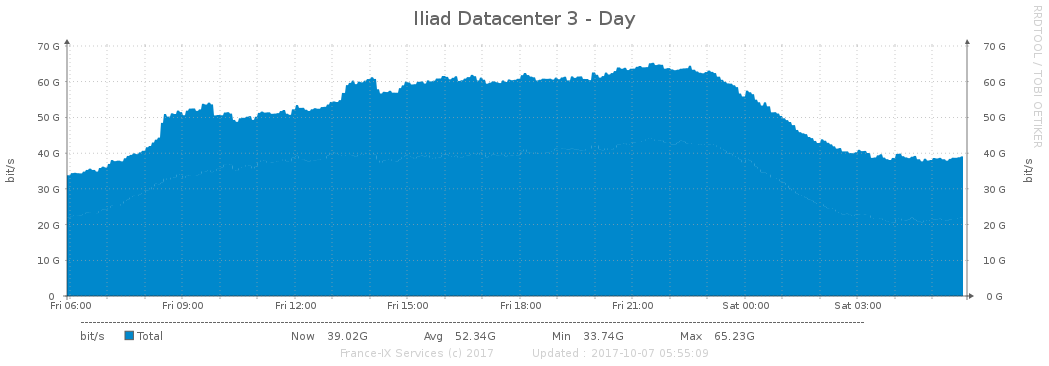 Iliad Datacenter 3 - Day
RRDTOOL / TOBI OETIKER
70 G 70 G
60 G 60 G
50 G 50 G
40 G 40 G
30 G 30 G
20 G 20 G
10 G 10 G
0 0 G
bit/s bit/s
Fri 06:00 Fri 09:00 Fri 12:00 Fri 15:00 Fri 18:00 Fri 21:00 Sat 00:00 Sat 03:00
bit/s Total Now 39.02G Avg 52.34G Min 33.74G Max 65.23G
France-IX Services (c) 2017 Updated : 2017-10-07 05:55:09